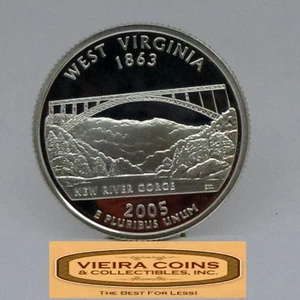 WEST VIRGINIA
1863
NEW RIVER GORGE
2005
E PLURIBUS UNUM
VIEIRA COINS
& COLLECTIBLES, INC.
THE BEST FOR LESS!